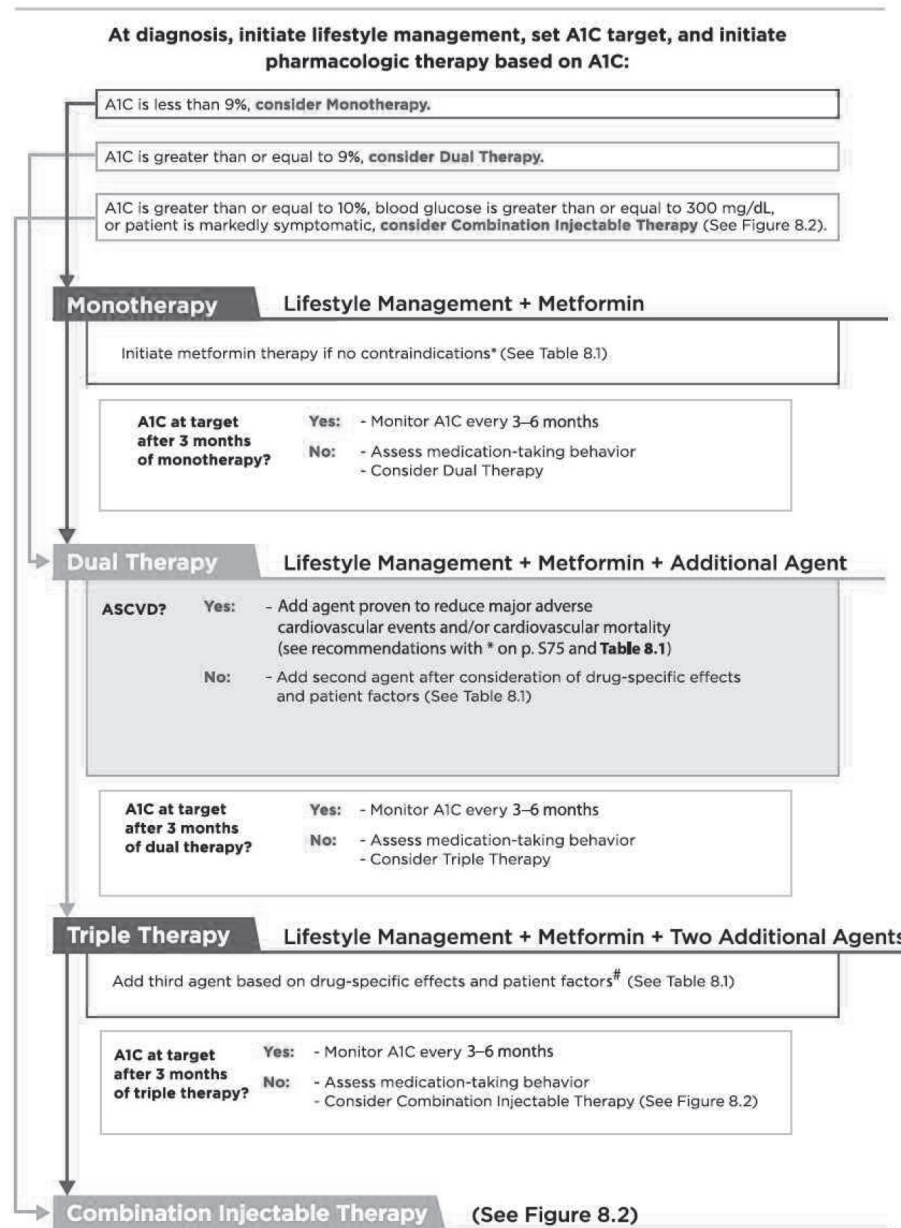 At diagnosis, initiate lifestyle management, set A1C target, and initiate
pharmacologic therapy based on A1C:
A1C is less than 9%, consider Monotherapy.
A1C is greater than or equal to 9%, consider Dual Therapy.
A1C is greater than or equal to 10%, blood glucose is greater than or equal to 300 mg/dL,
or patient is markedly symptomatic, consider Combination Injectable Therapy (See Figure 8.2).
Monotherapy Lifestyle Management + Metformin
Initiate metformin therapy if no contraindications* (See Table 8.1)
A1C at target
after 3 months
of monotherapy?
Yes: - Monitor A1C every 3–6 months
No: - Assess medication-taking behavior
- Consider Dual Therapy
Dual Therapy Lifestyle Management + Metformin + Additional Agent
ASCVD? Yes: - Add agent proven to reduce major adverse
cardiovascular events and/or cardiovascular mortality
(see recommendations with * on p. S75 and Table 8.1)
No: - Add second agent after consideration of drug-specific effects
and patient factors (See Table 8.1)
A1C at target
after 3 months
of dual therapy?
Yes: - Monitor A1C every 3–6 months
No: - Assess medication-taking behavior
- Consider Triple Therapy
Triple Therapy Lifestyle Management + Metformin + Two Additional Agents
Add third agent based on drug-specific effects and patient factors# (See Table 8.1)
A1C at target
after 3 months
of triple therapy?
Yes: - Monitor A1C every 3–6 months
No: - Assess medication-taking behavior
- Consider Combination Injectable Therapy (See Figure 8.2)
Combination Injectable Therapy (See Figure 8.2)